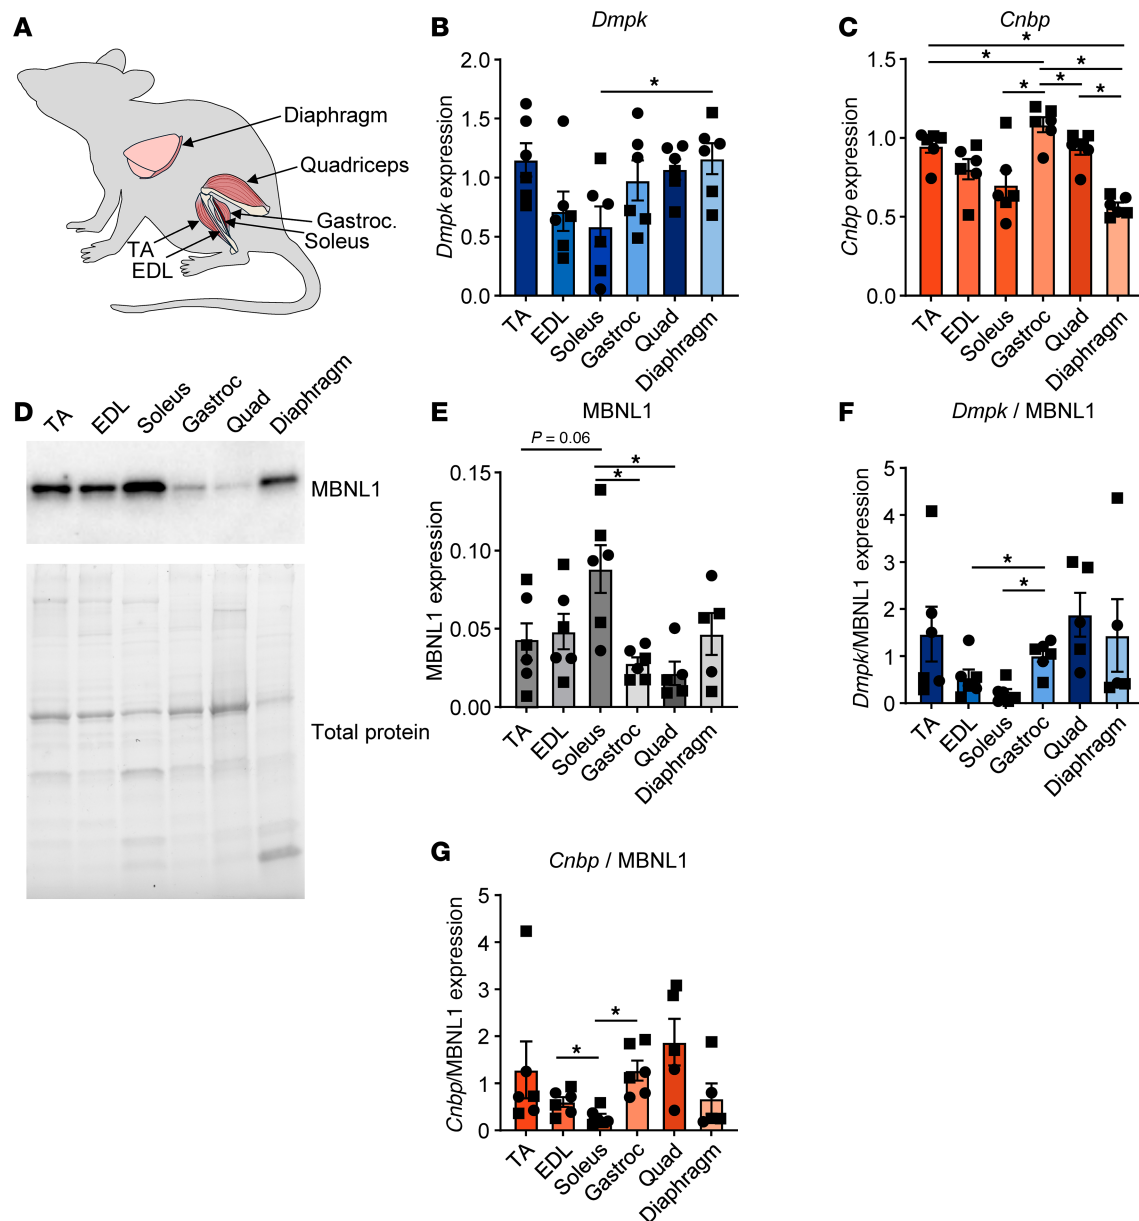 A
Diaphragm
Quadriceps
Gastroc.
Soleus
TA
EDL
B
Dmpk
Dmpk expression
2.0
1.5
1.0
0.5
0.0
*
TA
EDL
Soleus
Gastroc
Quad
Diaphragm
C
Cnbp
Cnbp expression
1.5
1.0
0.5
0.0
*
*
*
*
*
*
TA
EDL
Soleus
Gastroc
Quad
Diaphragm
D
TA
EDL
Soleus
Gastroc
Quad
Diaphragm
MBNL1
Total protein
E
MBNL1
MBNL1 expression
P = 0.06
*
*
0.15
0.10
0.05
0.00
TA
EDL
Soleus
Gastroc
Quad
Diaphragm
F
Dmpk / MBNL1
Dmpk/MBNL1 expression
5
4
3
2
1
0
*
*
TA
EDL
Soleus
Gastroc
Quad
Diaphragm
G
Cnbp / MBNL1
Cnbp/MBNL1 expression
5
4
3
2
1
0
*
*
TA
EDL
Soleus
Gastroc
Quad
Diaphragm